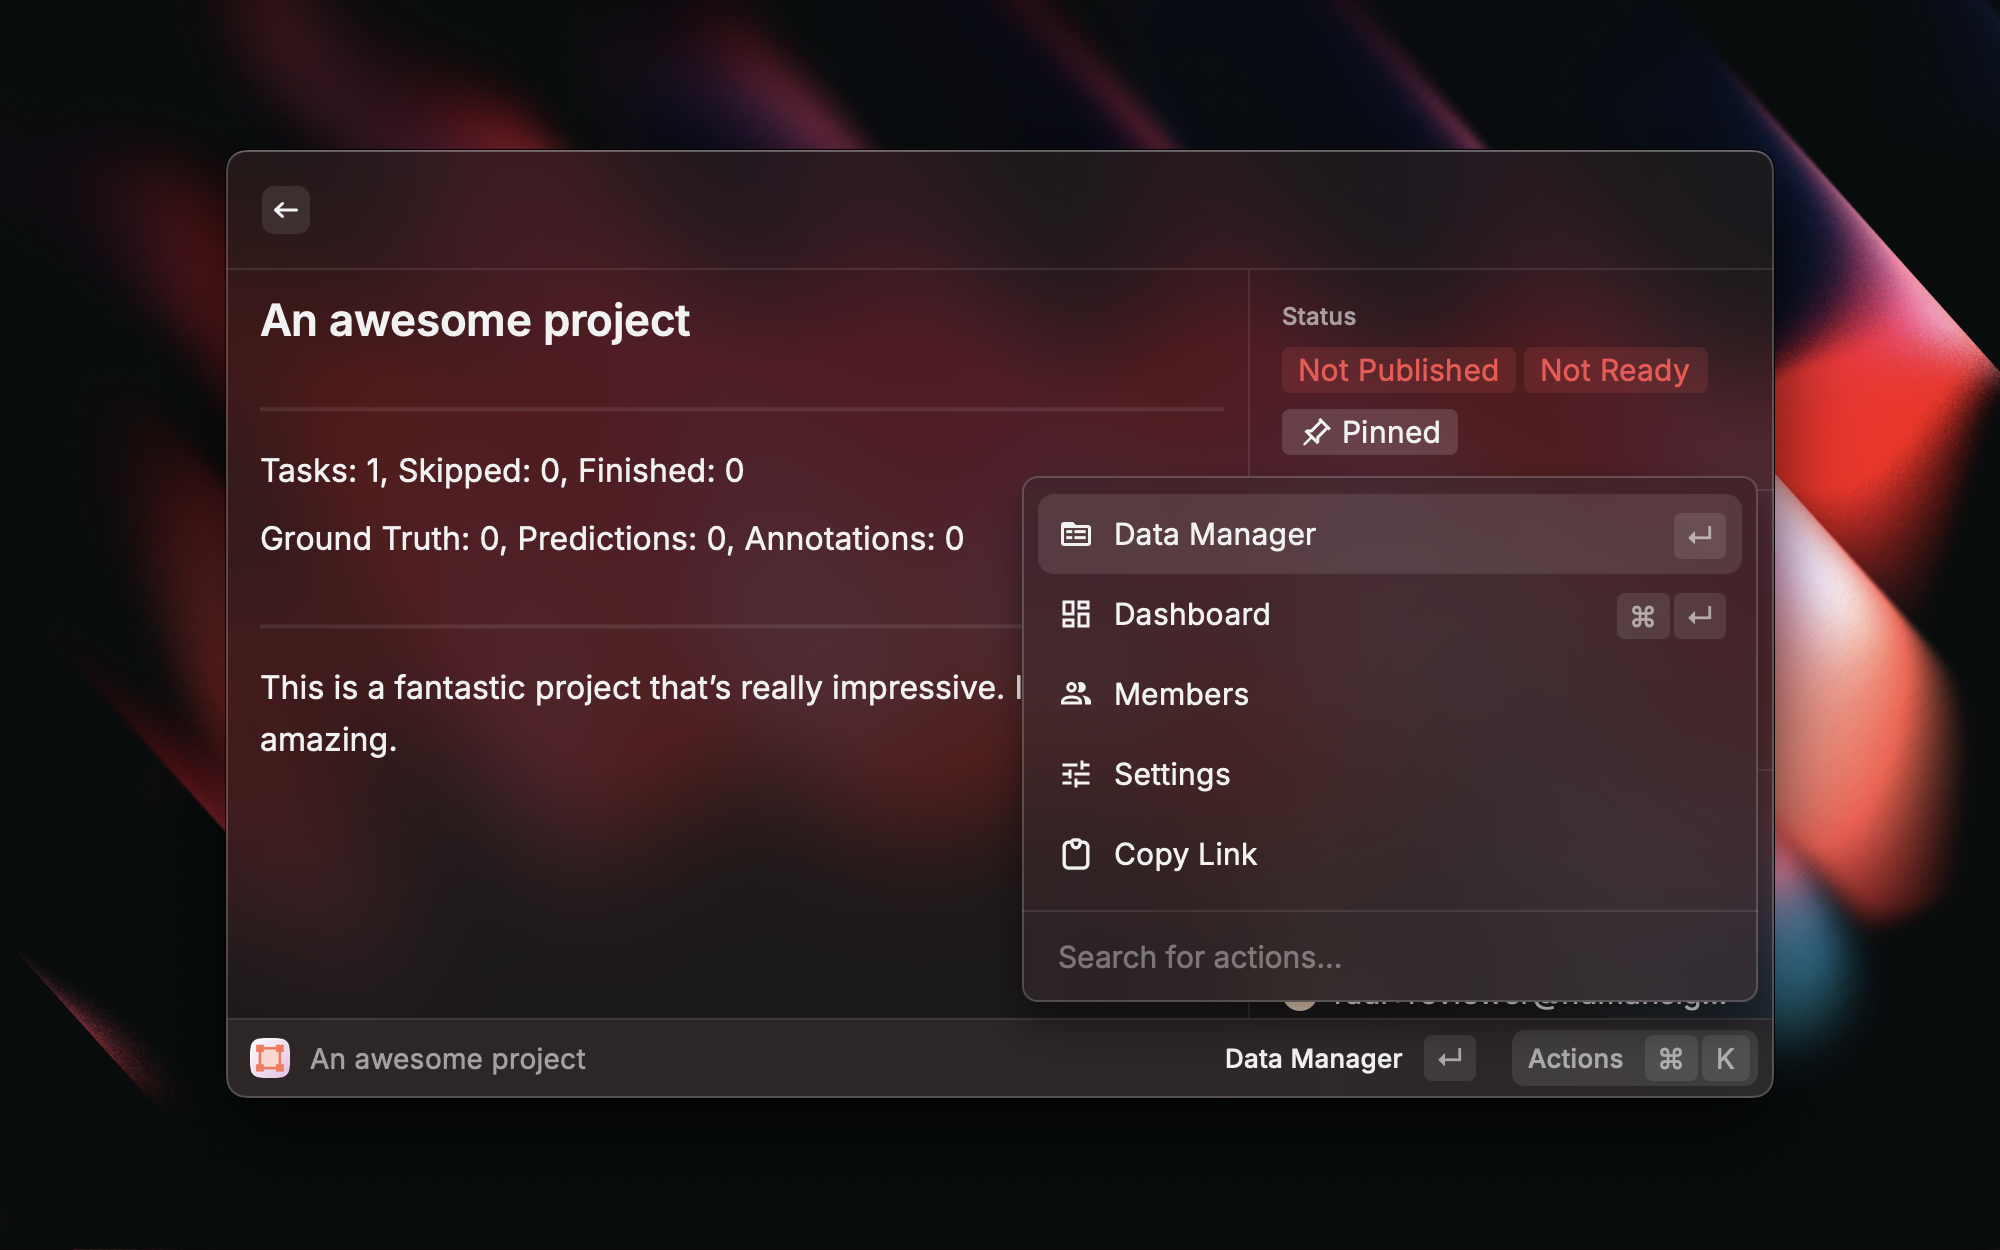 An awesome project
Tasks: 1, Skipped: 0, Finished: 0
Ground Truth: 0, Predictions: 0, Annotations: 0
This is a fantastic project that’s really impressive.
amazing.
Status
Not Published Not Ready
Pinned
Data Manager ↵
Dashboard ⌘ ↵
Members
Settings
Copy Link
Search for actions...
An awesome project
Data Manager ↵ Actions ⌘ K